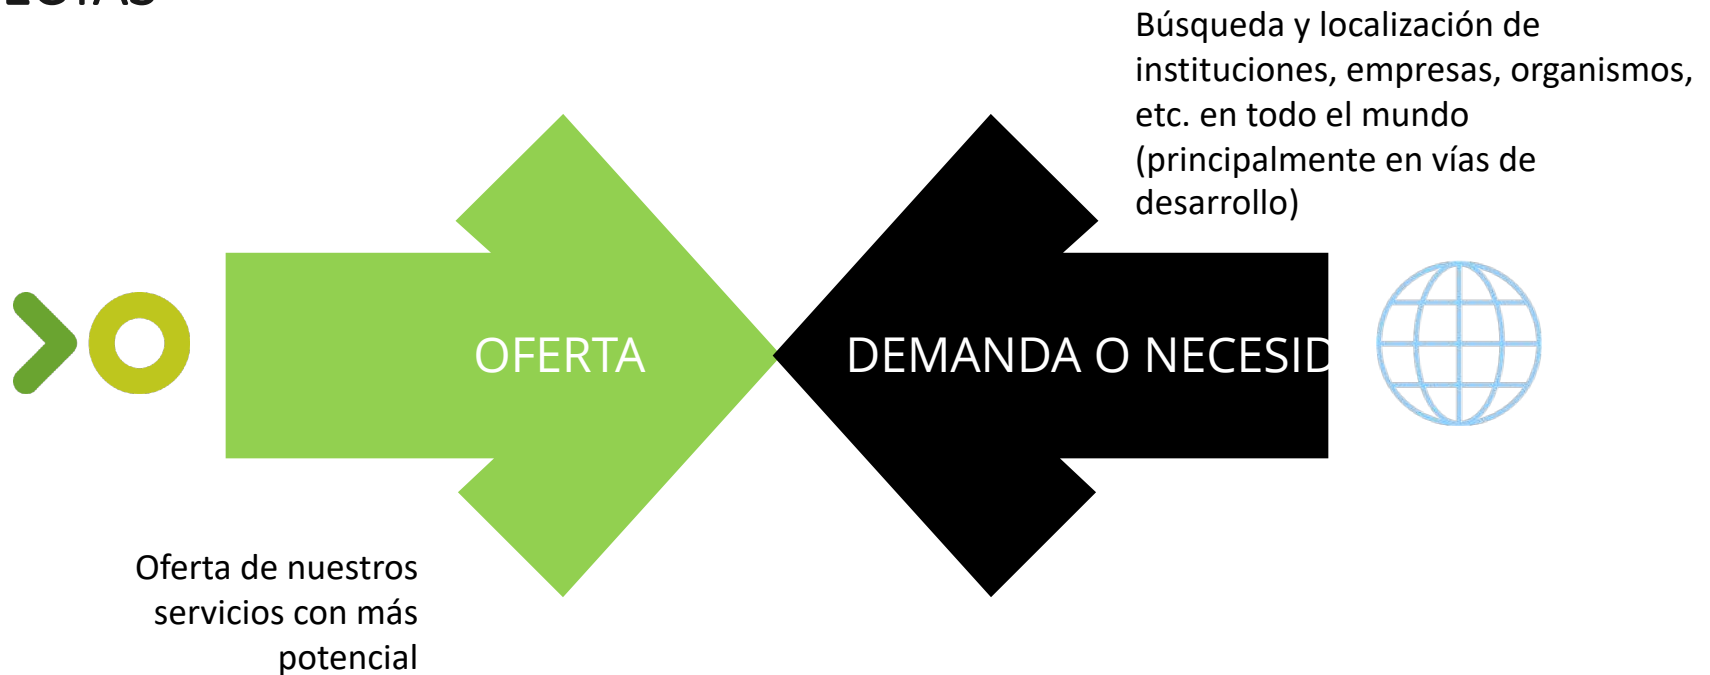 Búsqueda y localización de
instituciones, empresas, organismos,
etc. en todo el mundo
(principalmente en vías de
desarrollo)
OFERTA
DEMANDA O NECESID
Oferta de nuestros
servicios con más
potencial